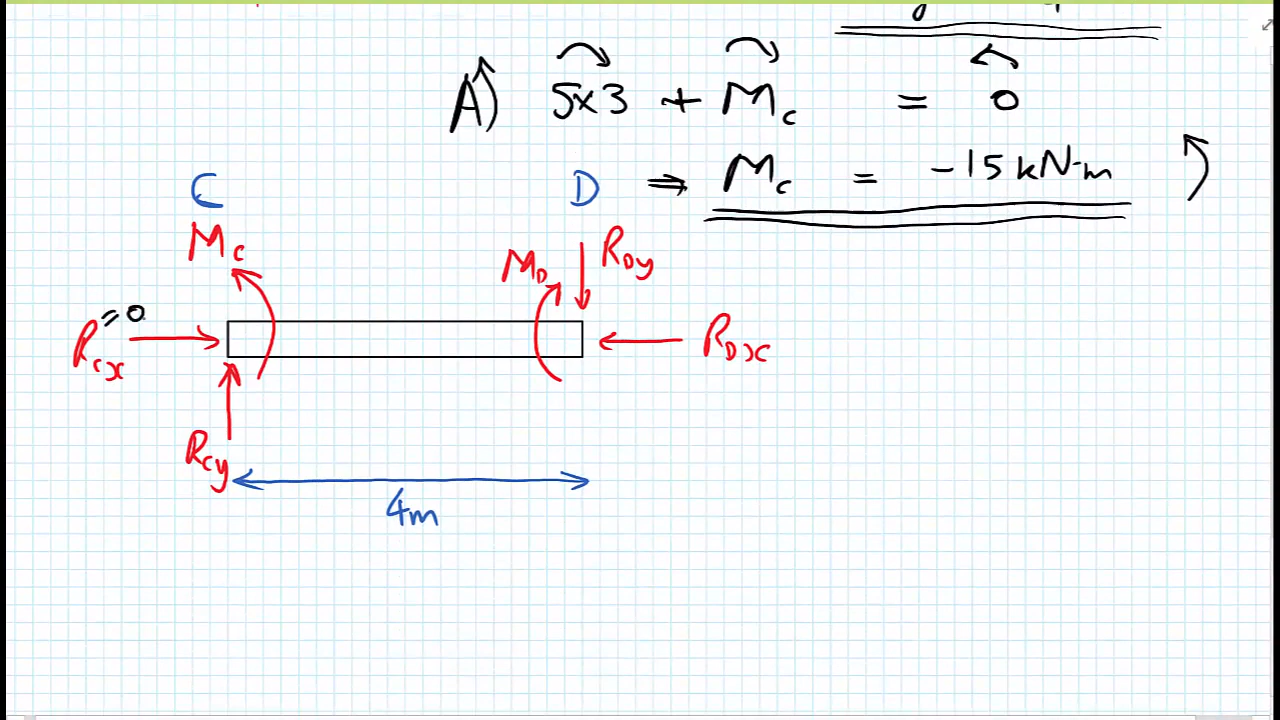 A) 5x3 + Mc = 0
⇒ Mc = -15 kN·m
C D
Mc MD RDy
=0
Rcx RDx
Rcy
4m